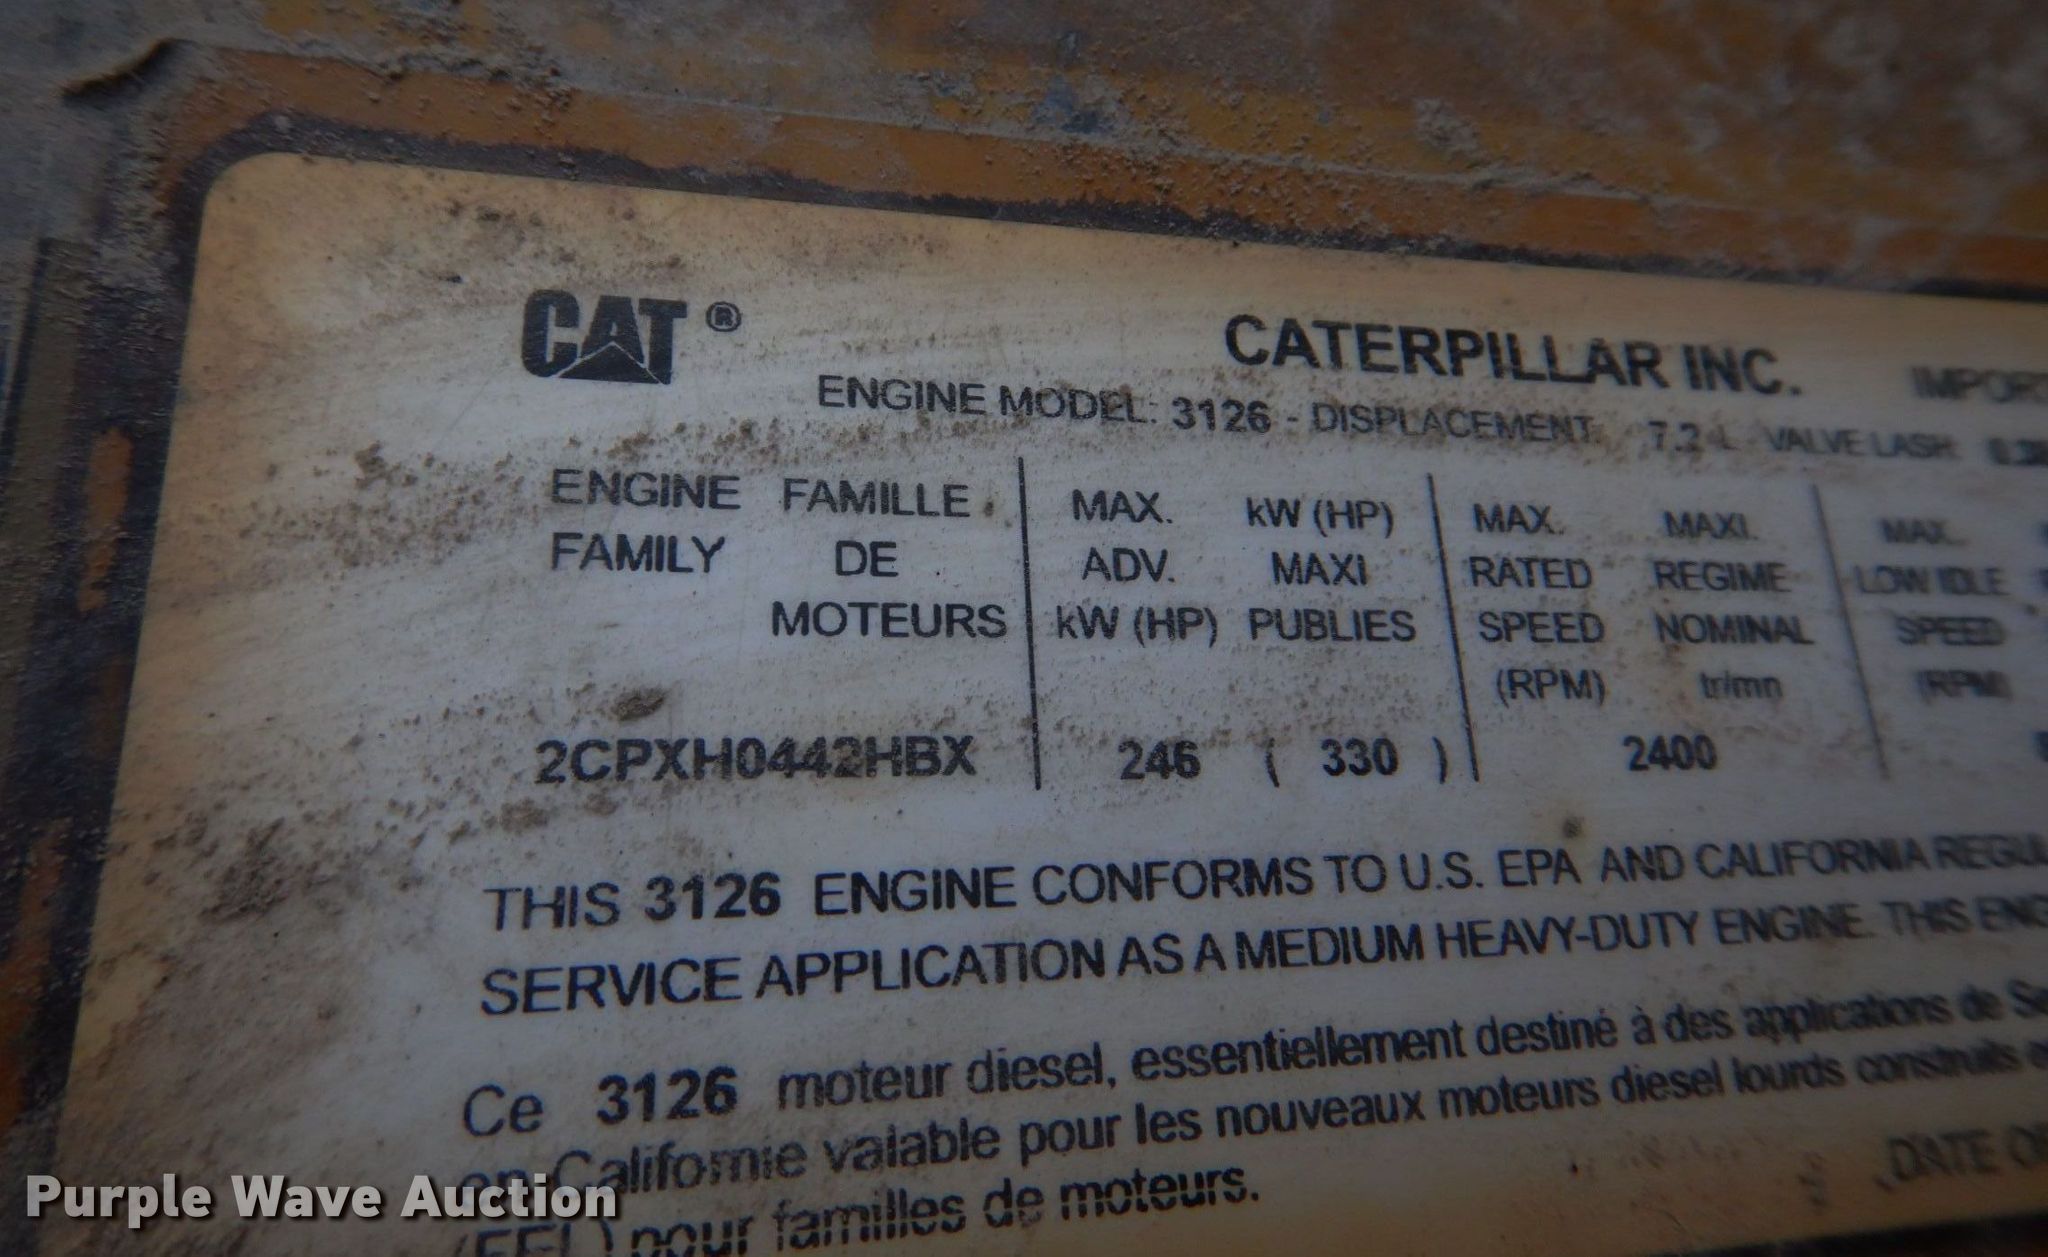 CAT ® CATERPILLAR INC.
ENGINE MODEL: 3126 - DISPLACEMENT: 7.2 L VALVE LASH
ENGINE FAMILLE MAX. kW (HP) MAX. MAXI. MAX.
FAMILY DE ADV. MAXI RATED REGIME LOW IDLE
MOTEURS kW (HP) PUBLIES SPEED NOMINAL SPEED
(RPM) tr/mn (RPM)
2CPXH0442HBX 246 ( 330 ) 2400
THIS 3126 ENGINE CONFORMS TO U.S. EPA AND CALIFORNIA
SERVICE APPLICATION AS A MEDIUM HEAVY-DUTY ENGINE. THIS
Ce 3126 moteur diesel, essentiellement destiné à des applications de
en Californie valable pour les nouveaux moteurs diesel lourds construits
pour familles de moteurs.
DATE
Purple Wave Auction